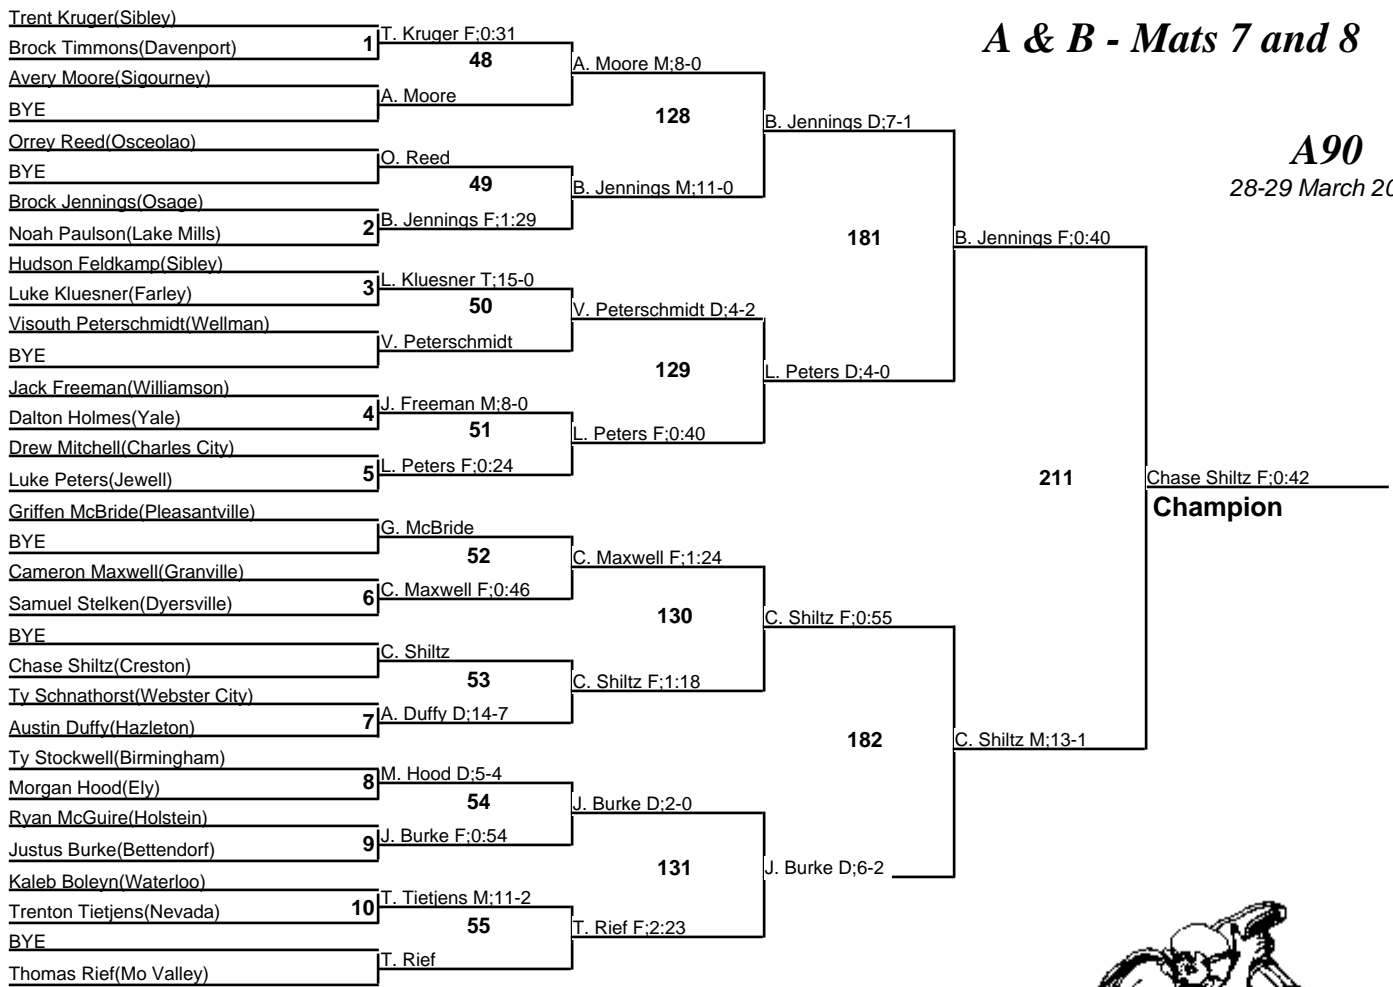 A & B - Mats 7 and 8
A90
28-29 March 20
Trent Kruger(Sibley)
Brock Timmons(Davenport)
Avery Moore(Sigourney)
BYE
Orrey Reed(Osceolao)
BYE
Brock Jennings(Osage)
Noah Paulson(Lake Mills)
Hudson Feldkamp(Sibley)
Luke Kluesner(Farley)
Visouth Peterschmidt(Wellman)
BYE
Jack Freeman(Williamson)
Dalton Holmes(Yale)
Drew Mitchell(Charles City)
Luke Peters(Jewell)
Griffen McBride(Pleasantville)
BYE
Cameron Maxwell(Granville)
Samuel Stelken(Dyersville)
BYE
Chase Shiltz(Creston)
Ty Schnathorst(Webster City)
Austin Duffy(Hazleton)
Ty Stockwell(Birmingham)
Morgan Hood(Ely)
Ryan McGuire(Holstein)
Justus Burke(Bettendorf)
Kaleb Boleyn(Waterloo)
Trenton Tietjens(Nevada)
BYE
Thomas Rief(Mo Valley)
1
2
3
4
5
6
7
8
9
10
T. Kruger F;0:31
48
A. Moore
O. Reed
49
B. Jennings F;1:29
L. Kluesner T;15-0
50
V. Peterschmidt
J. Freeman M;8-0
51
L. Peters F;0:24
G. McBride
52
C. Maxwell F;0:46
C. Shiltz
53
A. Duffy D;14-7
M. Hood D;5-4
54
J. Burke F;0:54
T. Tietjens M;11-2
55
T. Rief
A. Moore M;8-0
128
B. Jennings M;11-0
V. Peterschmidt D;4-2
129
L. Peters F;0:40
C. Maxwell F;1:24
130
C. Shiltz F;1:18
J. Burke D;2-0
131
T. Rief F;2:23
B. Jennings D;7-1
181
L. Peters D;4-0
C. Shiltz F;0:55
182
J. Burke D;6-2
B. Jennings F;0:40
211
C. Shiltz M;13-1
Chase Shiltz F;0:42
Champion